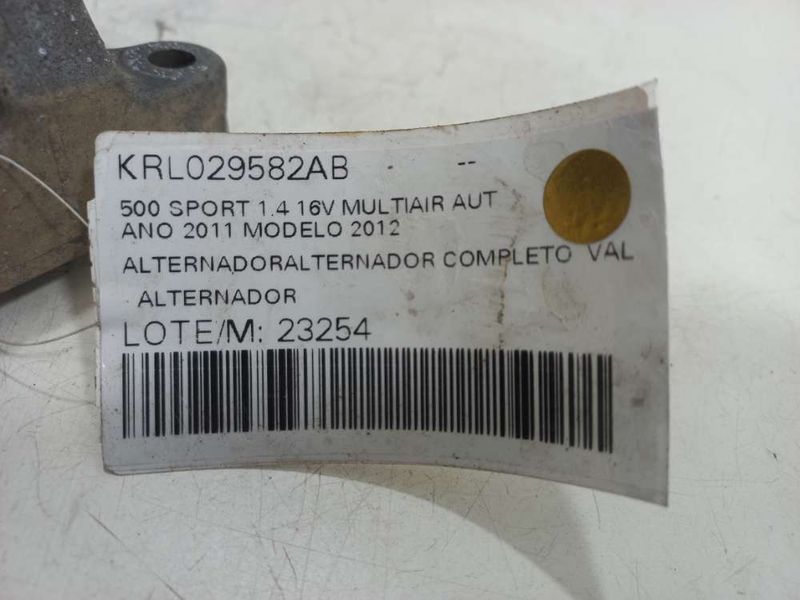 KRL029582AB --
500 SPORT 1.4 16V MULTIAIR AUT
ANO 2011 MODELO 2012
ALTERNADORALTERNADOR COMPLETO VAL
ALTERNADOR
LOTE/M: 23254